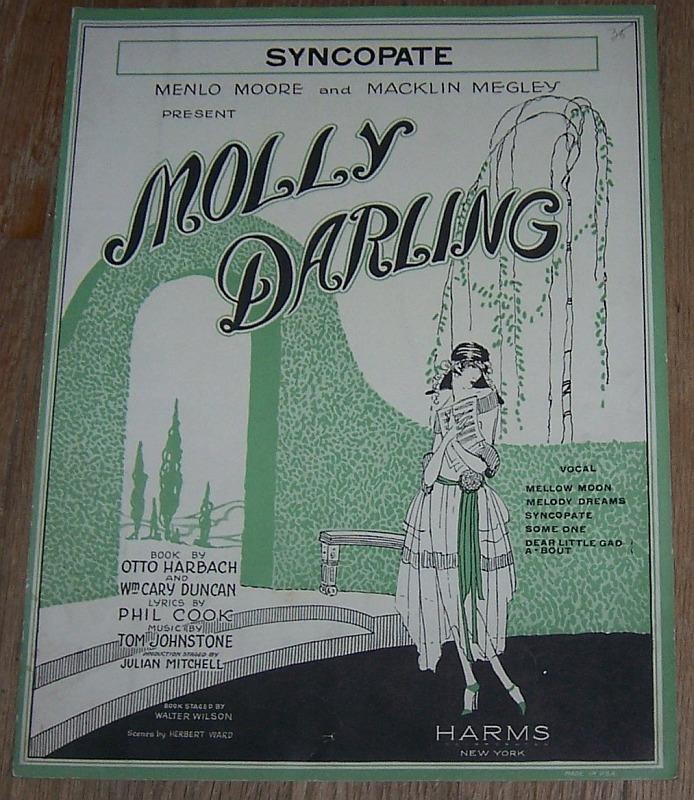 36
SYNCOPATE
MENLO MOORE and MACKLIN MEGLEY
PRESENT
MOLLY
DARLING
VOCAL
MELLOW MOON
MELODY DREAMS
SYNCOPATE
SOME ONE
DEAR LITTLE GAD-
A-BOUT
BOOK BY
OTTO HARBACH
AND
Wm CARY DUNCAN
LYRICS BY
PHIL COOK
MUSIC BY
TOM JOHNSTONE
PRODUCTION STAGED BY
JULIAN MITCHELL
BOOK STAGED BY
WALTER WILSON
Scenes by HERBERT WARD
HARMS
INCORPORATED
NEW YORK
MADE IN U.S.A.